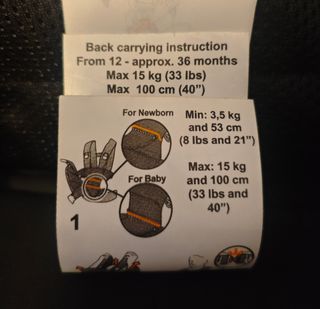 Back carrying instruction
From 12 - approx. 36 months
Max 15 kg (33 lbs)
Max 100 cm (40”)
For Newborn
Min: 3,5 kg
and 53 cm
(8 lbs and 21”)
For Baby
Max: 15 kg
and 100 cm
(33 lbs and
40”)
1